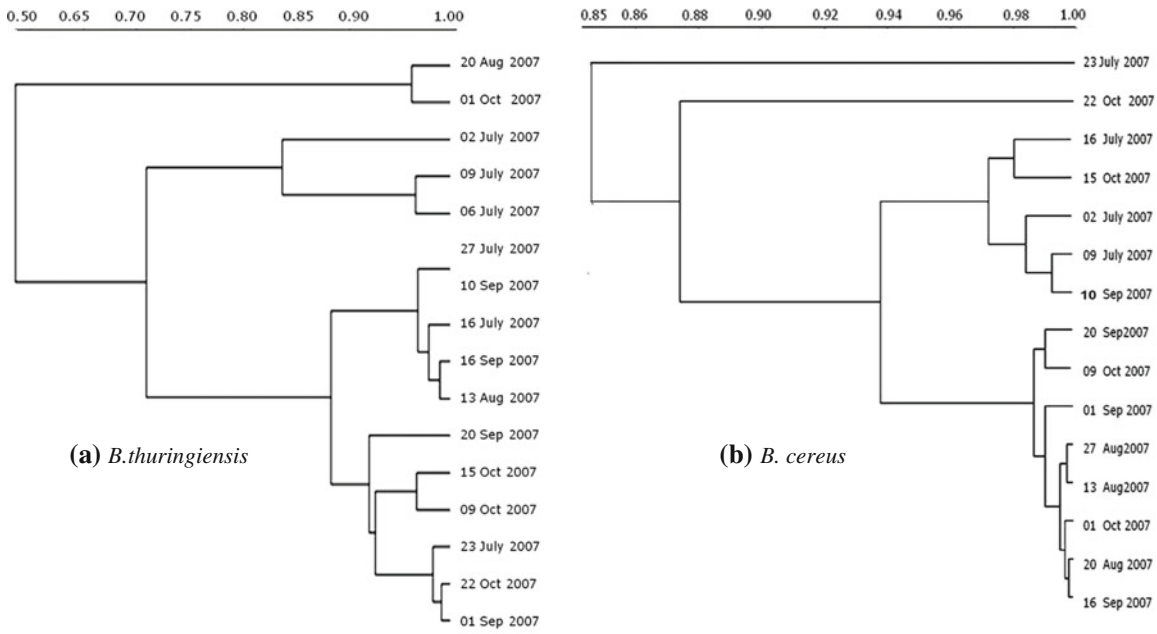 0.50 0.65 0.70 0.75 0.80 0.85 0.90 1.00
20 Aug 2007
01 Oct 2007
02 July 2007
09 July 2007
06 July 2007
27 July 2007
10 Sep 2007
16 July 2007
16 Sep 2007
13 Aug 2007
20 Sep 2007
15 Oct 2007
09 Oct 2007
23 July 2007
22 Oct 2007
01 Sep 2007
(a) B.thuringiensis
0.85 0.86 0.88 0.90 0.92 0.94 0.96 0.98 1.00
23 July 2007
22 Oct 2007
16 July 2007
15 Oct 2007
02 July 2007
09 July 2007
10 Sep 2007
20 Sep2007
09 Oct 2007
01 Sep 2007
27 Aug2007
13 Aug2007
01 Oct 2007
20 Aug 2007
16 Sep 2007
(b) B. cereus